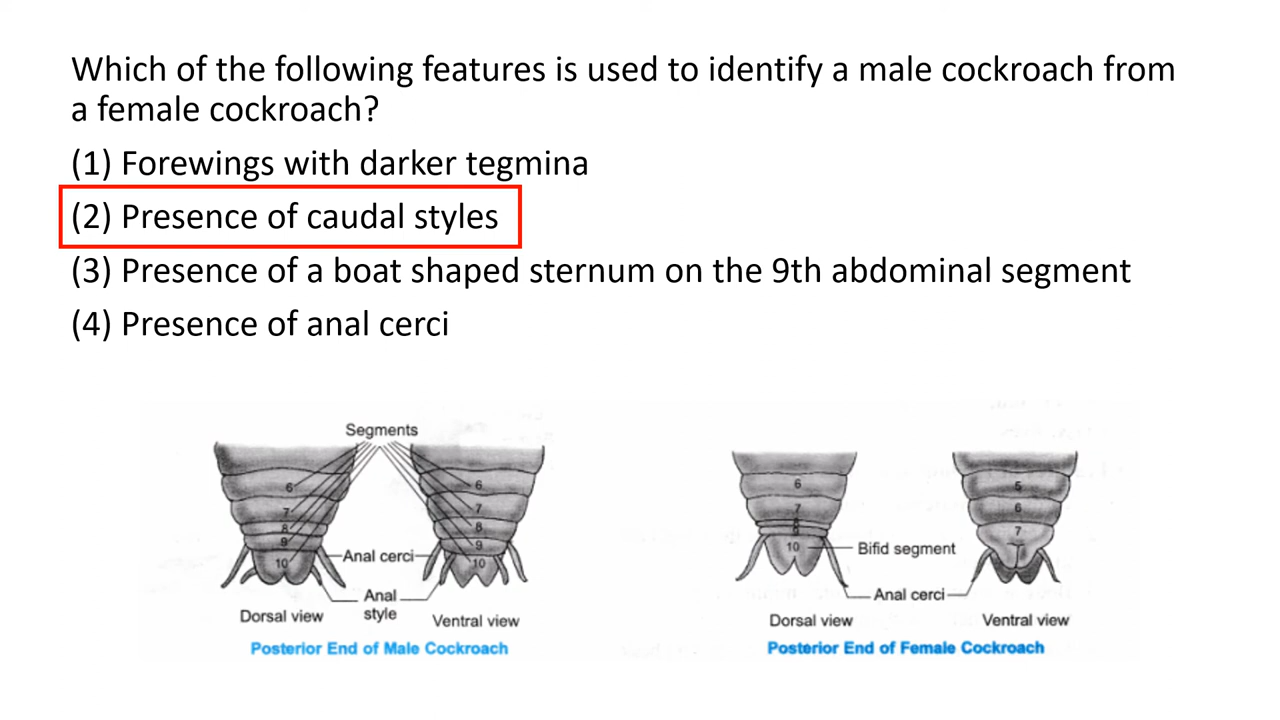 Which of the following features is used to identify a male cockroach from
a female cockroach?
(1) Forewings with darker tegmina
(2) Presence of caudal styles
(3) Presence of a boat shaped sternum on the 9th abdominal segment
(4) Presence of anal cerci
Segments
6
7
8
9
10
6
7
8
9
10
Anal cerci
Anal
style
Dorsal view
Ventral view
Posterior End of Male Cockroach
6
7
10
5
6
7
Bifid segment
Anal cerci
Dorsal view
Ventral view
Posterior End of Female Cockroach